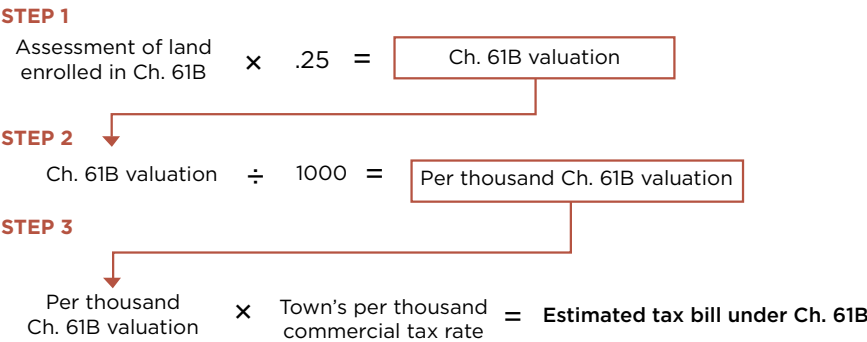 STEP 1
Assessment of land
enrolled in Ch. 61B × .25 = Ch. 61B valuation
STEP 2
Ch. 61B valuation ÷ 1000 = Per thousand Ch. 61B valuation
STEP 3
Per thousand
Ch. 61B valuation × Town's per thousand
commercial tax rate = Estimated tax bill under Ch. 61B